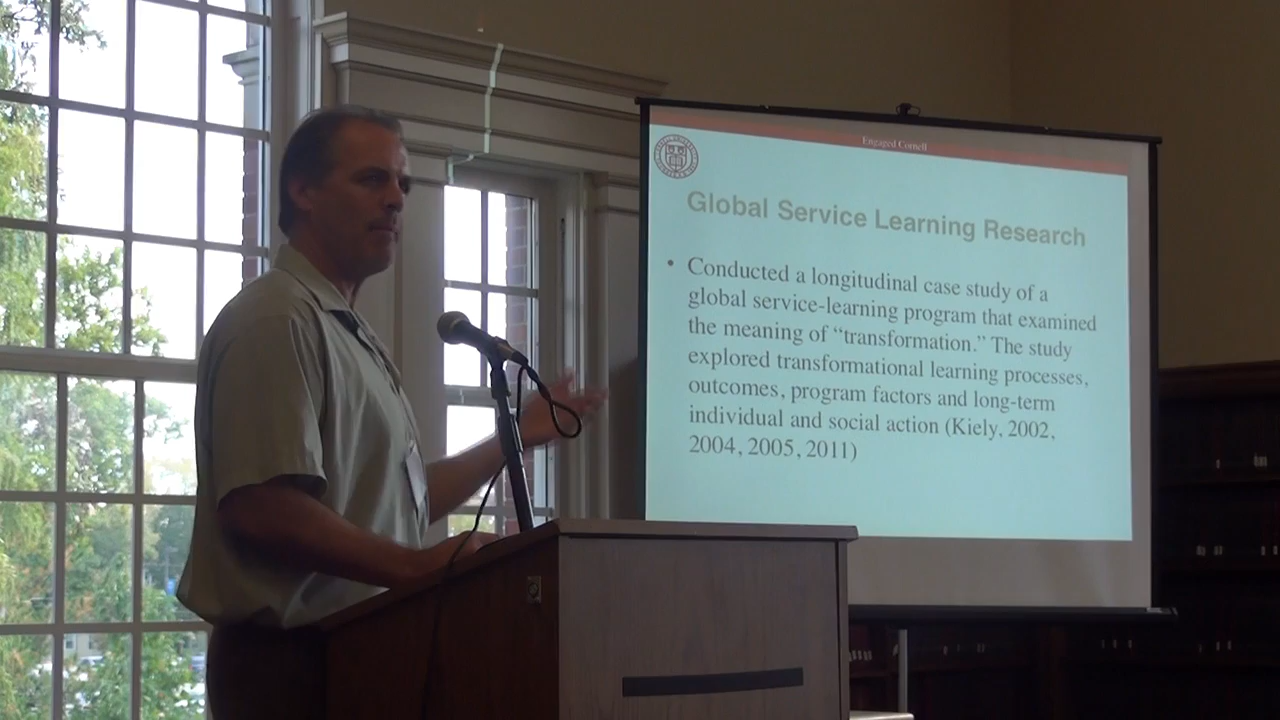 Engaged Cornell
Global Service Learning Research
• Conducted a longitudinal case study of a
global service-learning program that examined
the meaning of “transformation.” The study
explored transformational learning processes,
outcomes, program factors and long-term
individual and social action (Kiely, 2002,
2004, 2005, 2011)